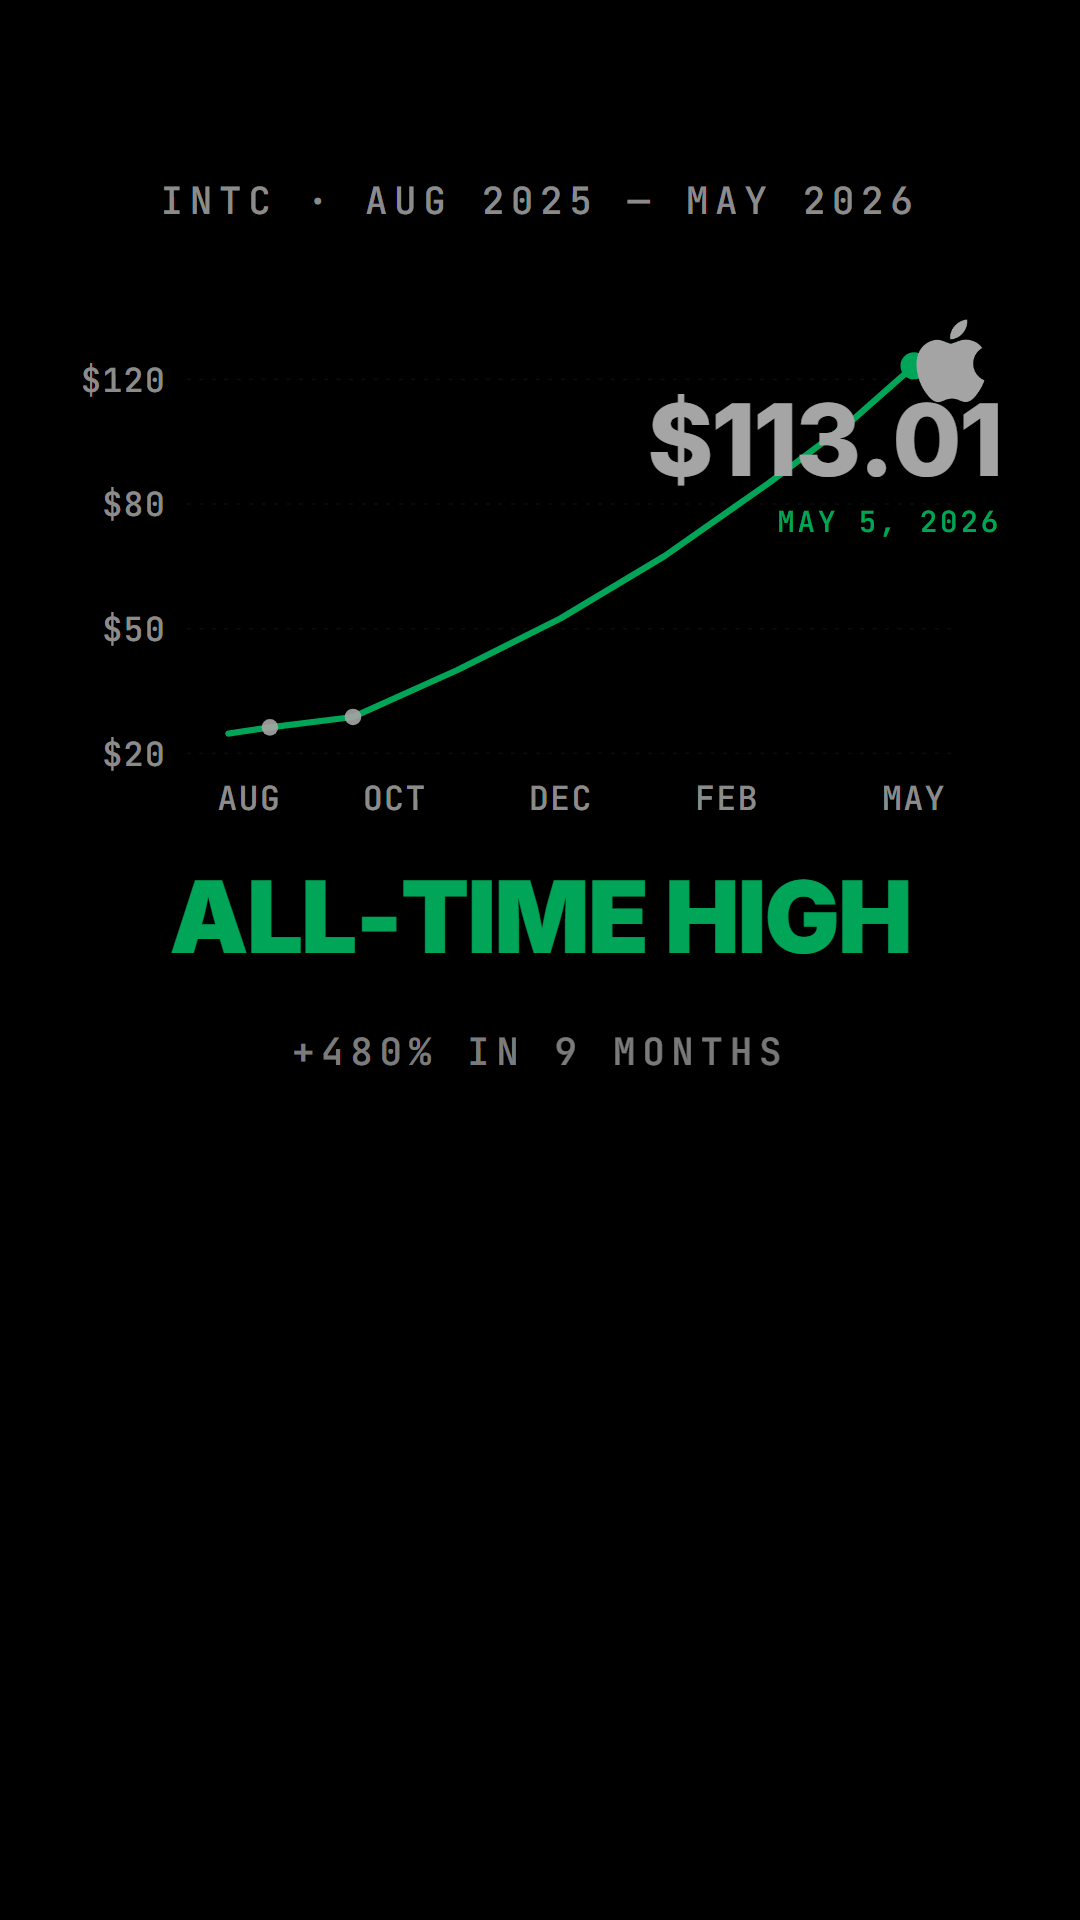 INTC · AUG 2025 — MAY 2026
$120
$113.01
$80
MAY 5, 2026
$50
$20
AUG OCT DEC FEB MAY
ALL-TIME HIGH
+480% IN 9 MONTHS